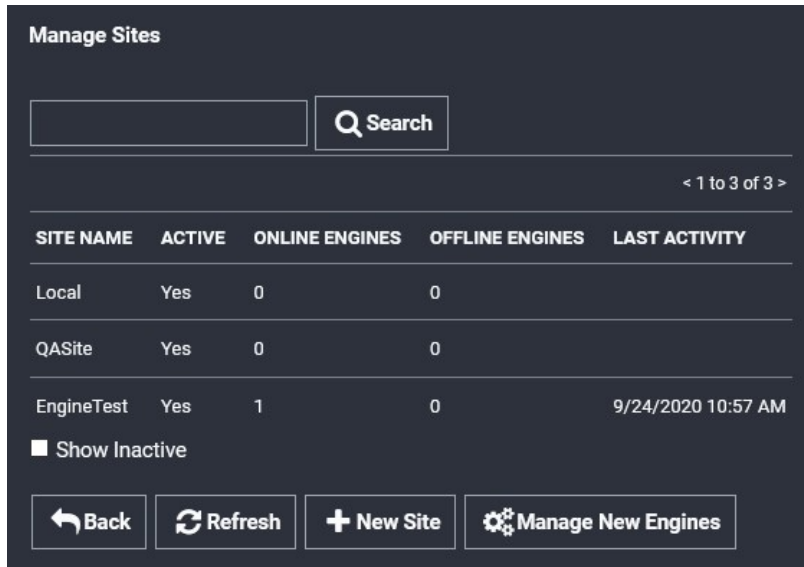 Manage Sites
Search
< 1 to 3 of 3 >
SITE NAME ACTIVE ONLINE ENGINES OFFLINE ENGINES LAST ACTIVITY
Local Yes 0 0
QASite Yes 0 0
EngineTest Yes 1 0 9/24/2020 10:57 AM
Show Inactive
Back Refresh New Site Manage New Engines